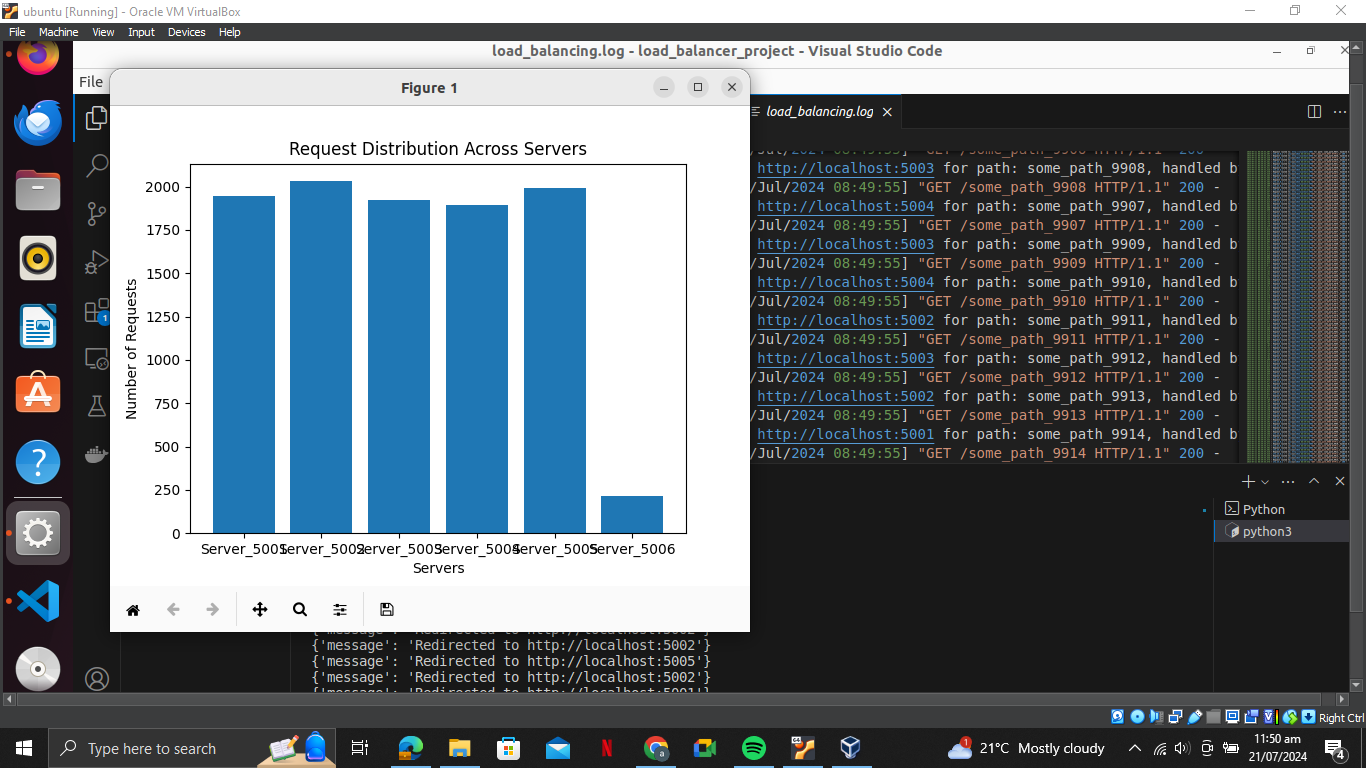 ubuntu [Running] - Oracle VM VirtualBox
File Machine View Input Devices Help
load_balancing.log - load_balancer_project - Visual Studio Code
File
Figure 1
load_balancing.log
Request Distribution Across Servers
2000
1750
1500
1250
1000
750
500
250
0
Number of Requests
Server_5001 Server_5002 Server_5003 Server_5004 Server_5005 Server_5006
Servers
http://localhost:5003 for path: some_path_9908, handled b
/Jul/2024 08:49:55] "GET /some_path_9908 HTTP/1.1" 200 -
http://localhost:5004 for path: some_path_9907, handled b
/Jul/2024 08:49:55] "GET /some_path_9907 HTTP/1.1" 200 -
http://localhost:5003 for path: some_path_9909, handled b
/Jul/2024 08:49:55] "GET /some_path_9909 HTTP/1.1" 200 -
http://localhost:5004 for path: some_path_9910, handled b
/Jul/2024 08:49:55] "GET /some_path_9910 HTTP/1.1" 200 -
http://localhost:5002 for path: some_path_9911, handled b
/Jul/2024 08:49:55] "GET /some_path_9911 HTTP/1.1" 200 -
http://localhost:5003 for path: some_path_9912, handled b
/Jul/2024 08:49:55] "GET /some_path_9912 HTTP/1.1" 200 -
http://localhost:5002 for path: some_path_9913, handled b
/Jul/2024 08:49:55] "GET /some_path_9913 HTTP/1.1" 200 -
http://localhost:5001 for path: some_path_9914, handled b
/Jul/2024 08:49:55] "GET /some_path_9914 HTTP/1.1" 200 -
1
Python
python3
{'message': 'Redirected to http://localhost:5002'}
{'message': 'Redirected to http://localhost:5005'}
{'message': 'Redirected to http://localhost:5002'}
Right Ctrl
Type here to search
1
21°C Mostly cloudy
11:50 am
21/07/2024
4